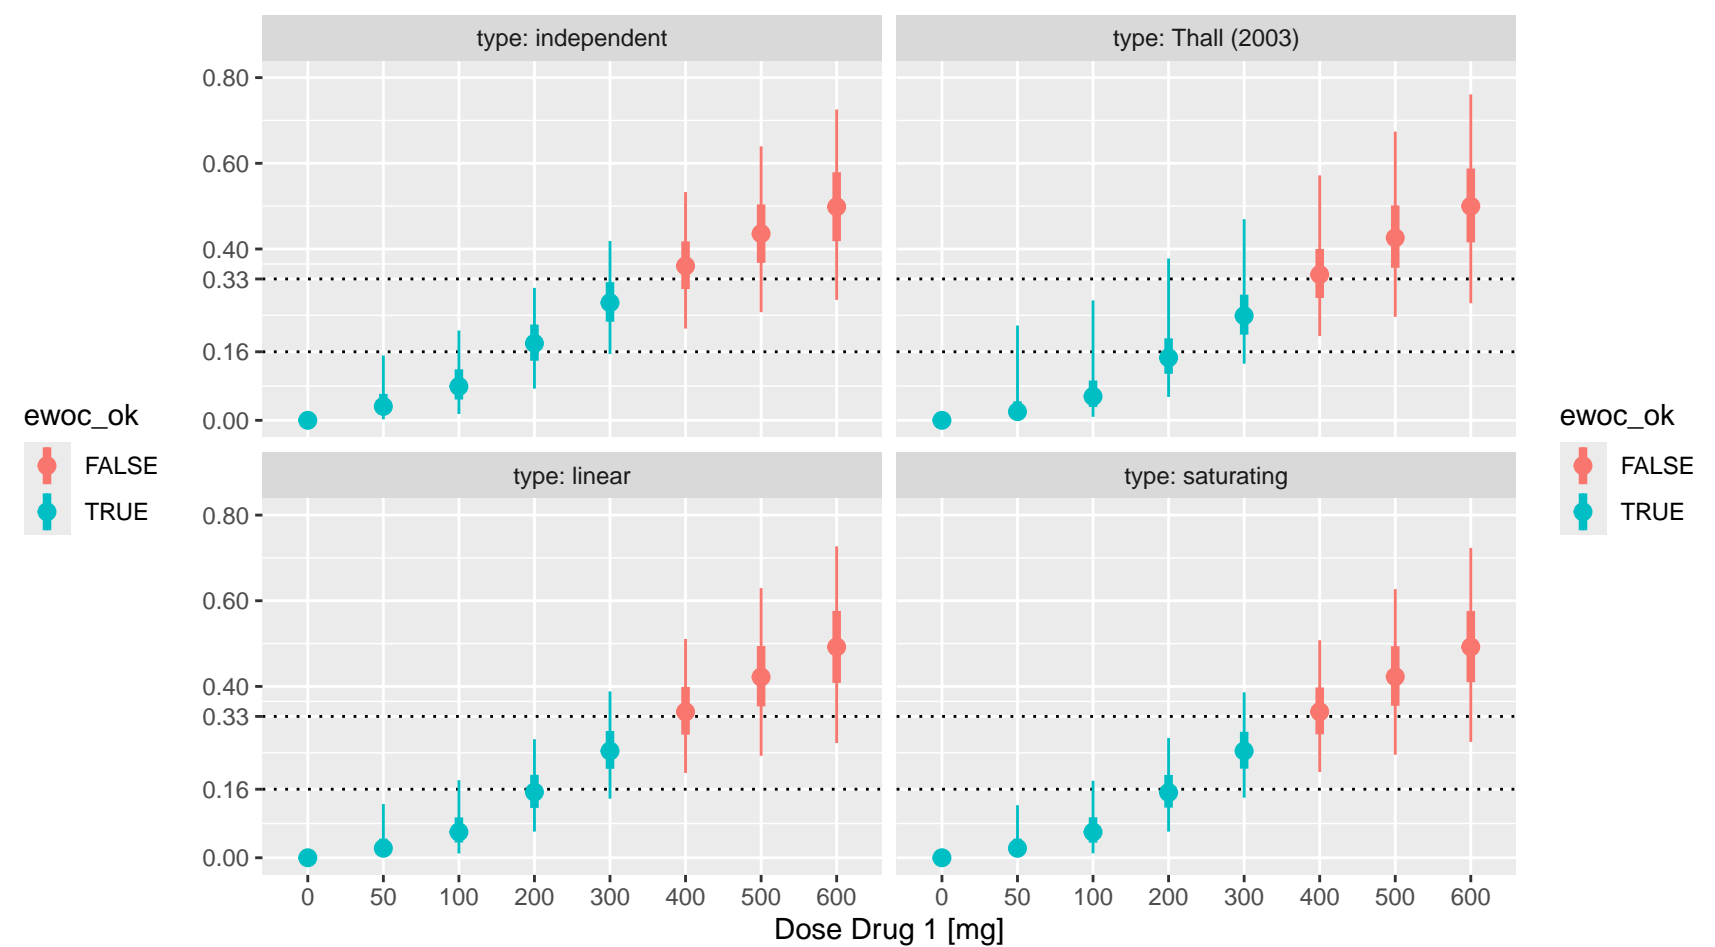 type: independent
type: Thall (2003)
0.80
0.60
0.40
0.33
0.16
0.00
ewoc_ok
FALSE
TRUE
ewoc_ok
FALSE
TRUE
type: linear
type: saturating
0.80
0.60
0.40
0.33
0.16
0.00
0 50 100 200 300 400 500 600
0 50 100 200 300 400 500 600
Dose Drug 1 [mg]